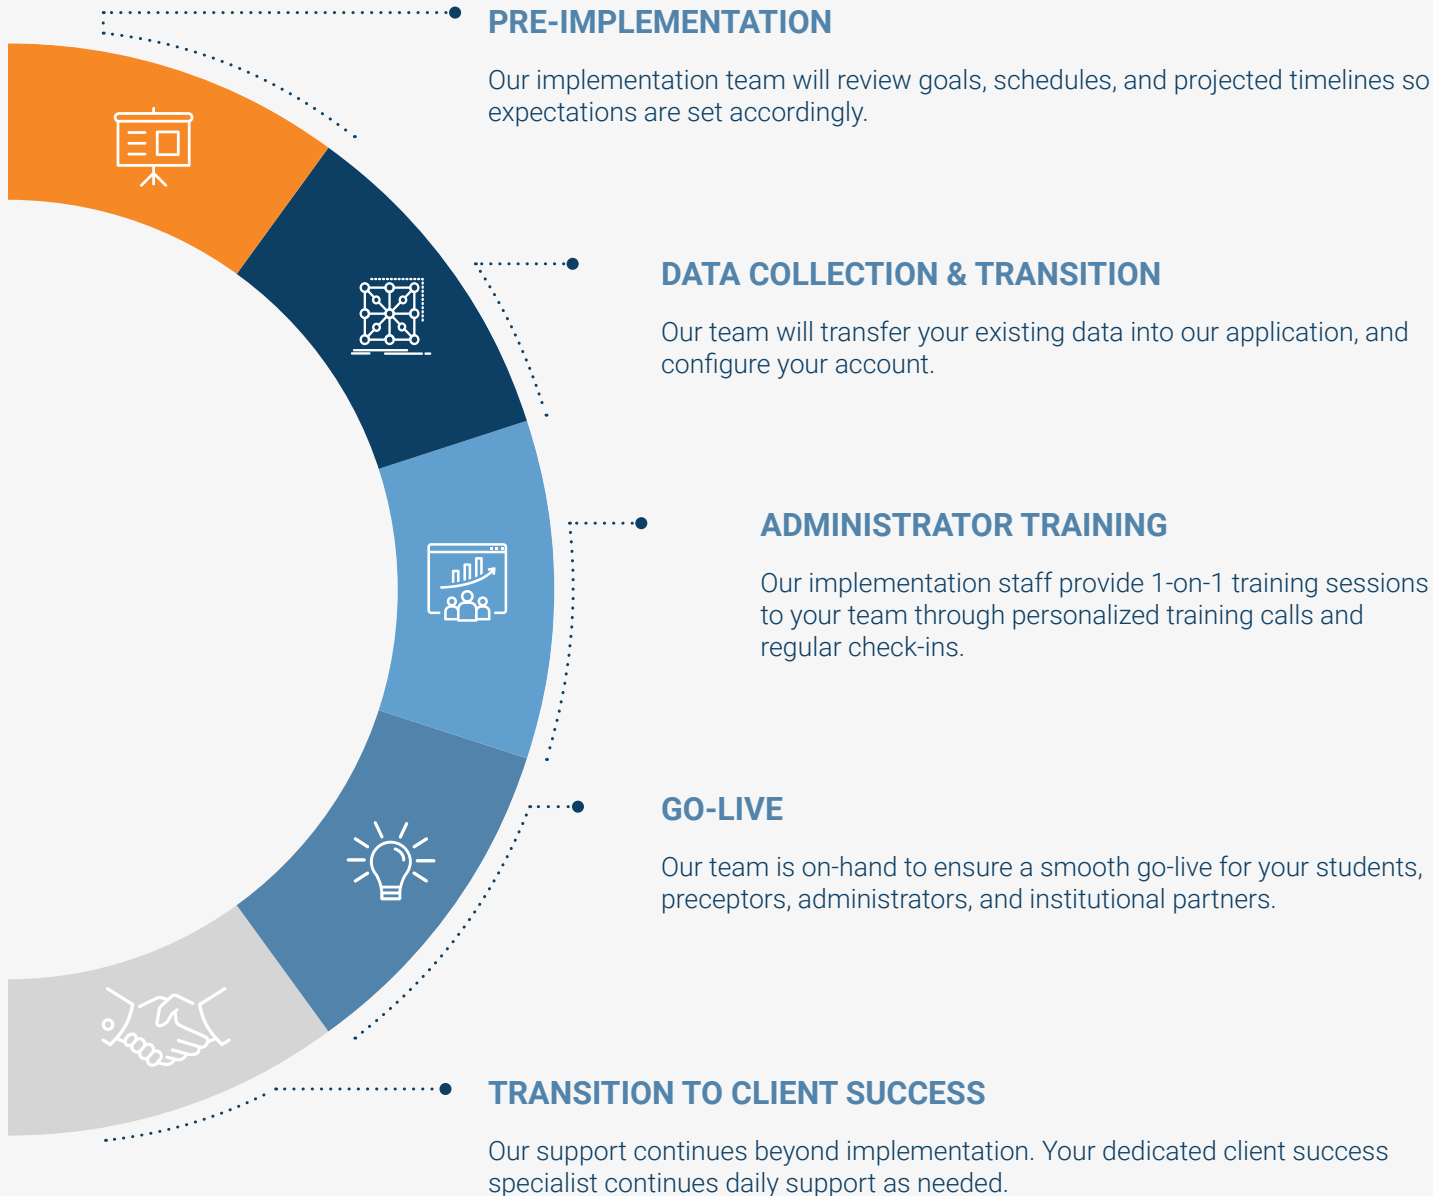 PRE-IMPLEMENTATION
Our implementation team will review goals, schedules, and projected timelines so
expectations are set accordingly.
DATA COLLECTION & TRANSITION
Our team will transfer your existing data into our application, and
configure your account.
ADMINISTRATOR TRAINING
Our implementation staff provide 1-on-1 training sessions
to your team through personalized training calls and
regular check-ins.
GO-LIVE
Our team is on-hand to ensure a smooth go-live for your students,
preceptors, administrators, and institutional partners.
TRANSITION TO CLIENT SUCCESS
Our support continues beyond implementation. Your dedicated client success
specialist continues daily support as needed.